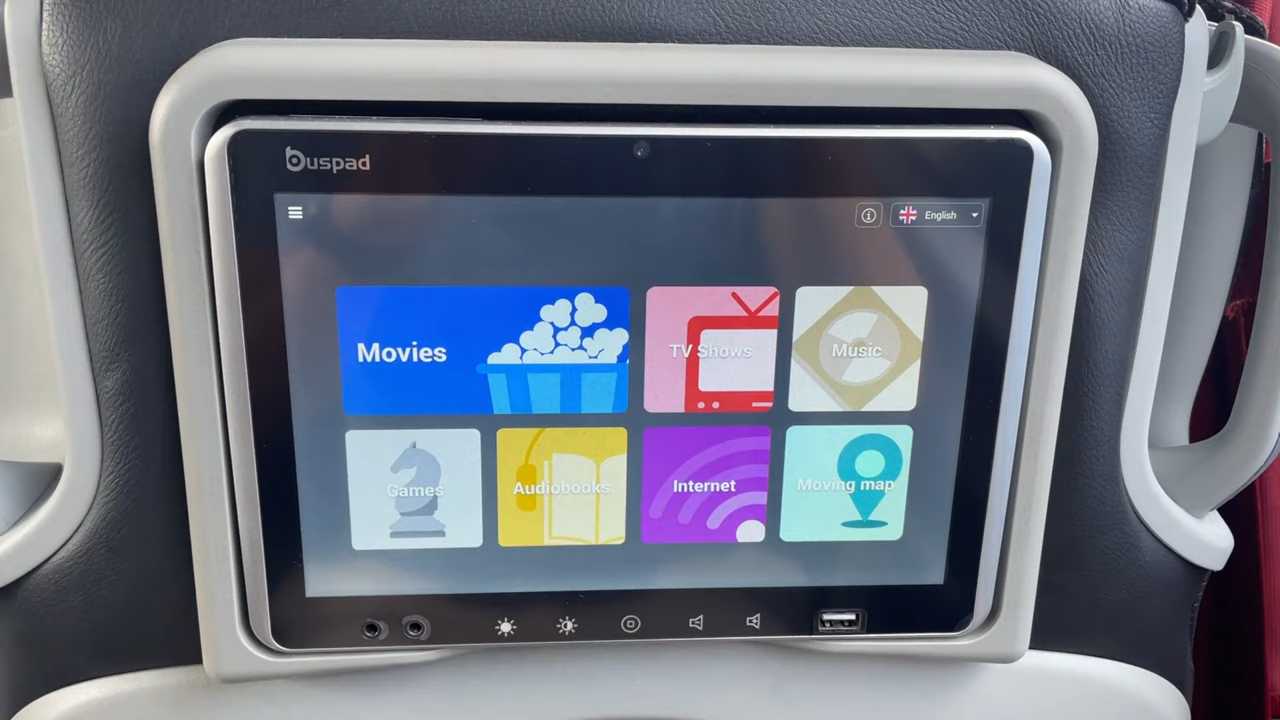 buspad
English
Movies
TV Shows
Music
Games
Audiobooks
Internet
Moving map